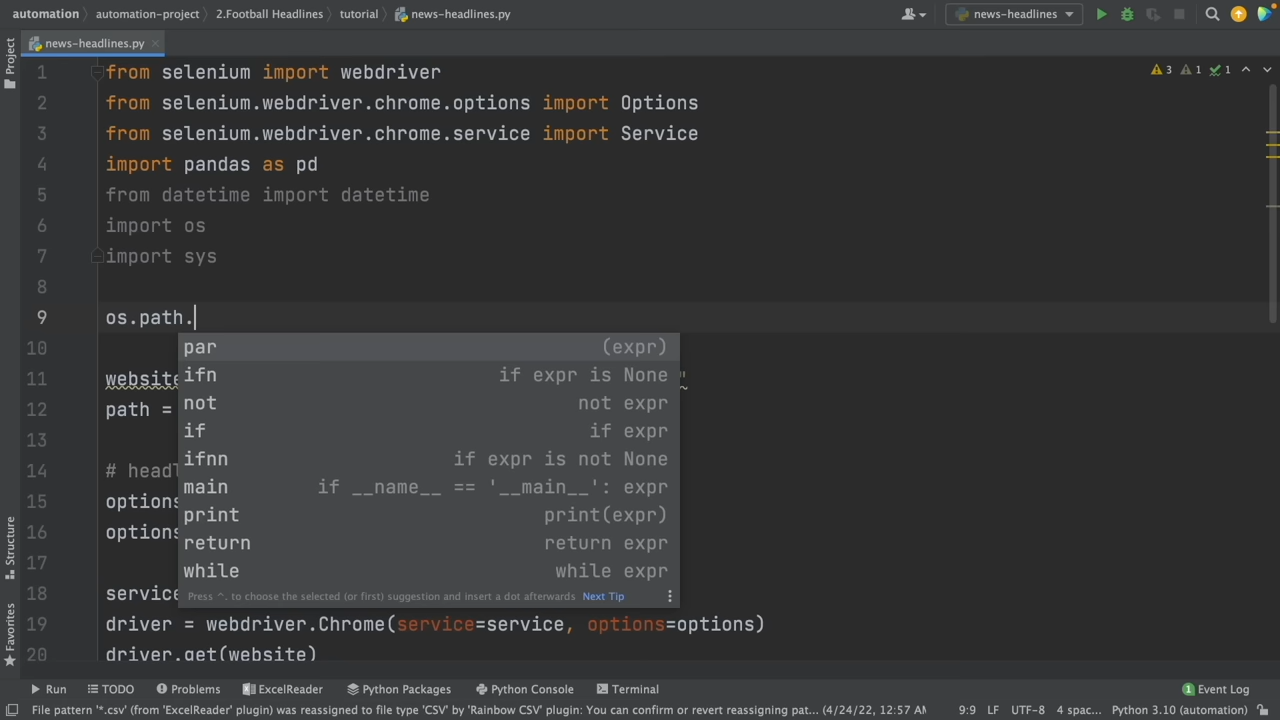 automation automation-project 2.Football Headlines tutorial news-headlines.py news-headlines
news-headlines.py
Project
1 from selenium import webdriver 3 1 1
2 from selenium.webdriver.chrome.options import Options
3 from selenium.webdriver.chrome.service import Service
4 import pandas as pd
5 from datetime import datetime
6 import os
7 import sys
8
9 os.path.
par (expr)
10
ifn if expr is None
11 website "
not not expr
12 path =
if if expr
13
ifnn if expr is not None
14 # headl
main if __name__ == '__main__': expr
15 options
print print(expr)
16 options
return return expr
17
while while expr
18 service
Press ^. to choose the selected (or first) suggestion and insert a dot afterwards Next Tip
19 driver = webdriver.Chrome(service=service, options=options)
20 driver.get(website)
Structure
Favorites
Run TODO Problems ExcelReader Python Packages Python Console Terminal 1 Event Log
File pattern '*.csv' (from 'ExcelReader' plugin) was reassigned to file type 'CSV' by 'Rainbow CSV' plugin: You can confirm or revert reassigning pat... (4/24/22, 12:57 AM 9:9 LF UTF-8 4 spac... Python 3.10 (automation)